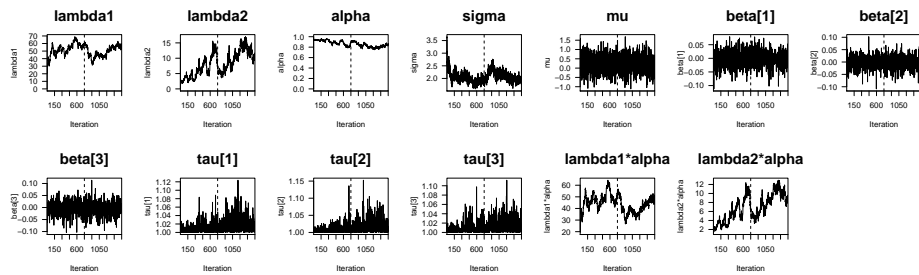 lambda1
lambda2
alpha
sigma
mu
beta[1]
beta[2]
lambda1
70
60
50
40
30
20
10
0
150 600 1050
Iteration
lambda2
15
10
5
0
150 600 1050
Iteration
alpha
1.0
0.8
0.6
0.4
0.2
0.0
150 600 1050
Iteration
sigma
3.5
3.0
2.5
2.0
150 600 1050
Iteration
mu
1.5
1.0
0.5
0.0
-1.0
150 600 1050
Iteration
beta[1]
0.05
0.00
-0.10
150 600 1050
Iteration
beta[2]
0.10
0.05
0.00
-0.10
150 600 1050
Iteration
beta[3]
tau[1]
tau[2]
tau[3]
lambda1*alpha
lambda2*alpha
beta[3]
0.10
0.05
0.00
-0.05
-0.10
150 600 1050
Iteration
tau[1]
1.12
1.10
1.08
1.06
1.04
1.02
1.00
150 600 1050
Iteration
tau[2]
1.15
1.10
1.05
1.00
150 600 1050
Iteration
tau[3]
1.10
1.08
1.06
1.04
1.02
1.00
150 600 1050
Iteration
lambda1*alpha
60
50
40
30
20
150 600 1050
Iteration
lambda2*alpha
12
10
8
6
4
2
150 600 1050
Iteration